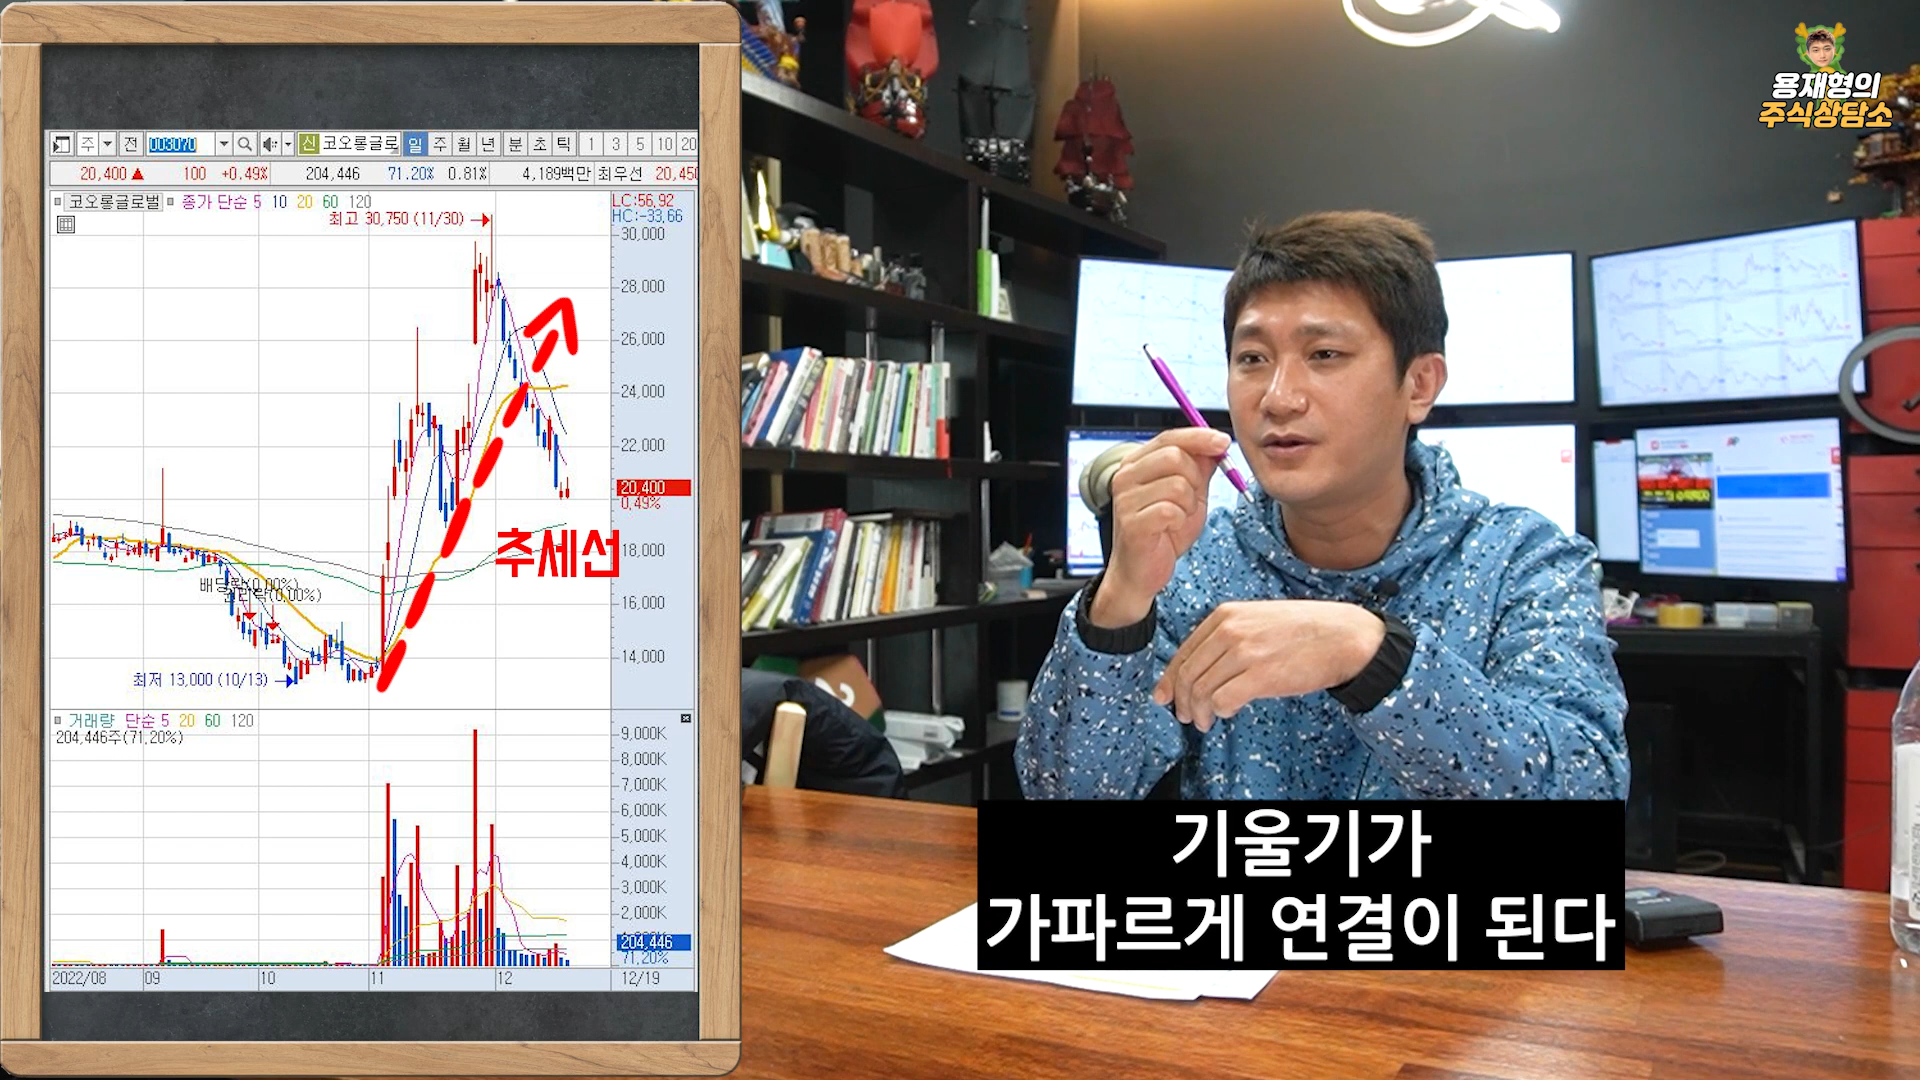 용재형의
주식상담소
주 전 003070 신 코오롱글로 일 주 월 년 분 초 틱 1 3 5 10 20
20,400 ▲ 100 +0.49% 204,446 71.20% 0.81% 4,189백만 최우선 20,450
코오롱글로벌 종가 단순 5 10 20 60 120
LC:56.92
HC:-33.66
최고 30,750 (11/30)
30,000
28,000
26,000
24,000
22,000
20,400
0.49%
추세선
18,000
배당락(0.00%)
16,000
14,000
최저 13,000 (10/13)
거래량 단순 5 20 60 120
204,446주(71.20%)
9,000K
8,000K
7,000K
6,000K
5,000K
4,000K
3,000K
2,000K
204,446
71.20%
2022/08 09 10 11 12 12/19
기울기가
가파르게 연결이 된다